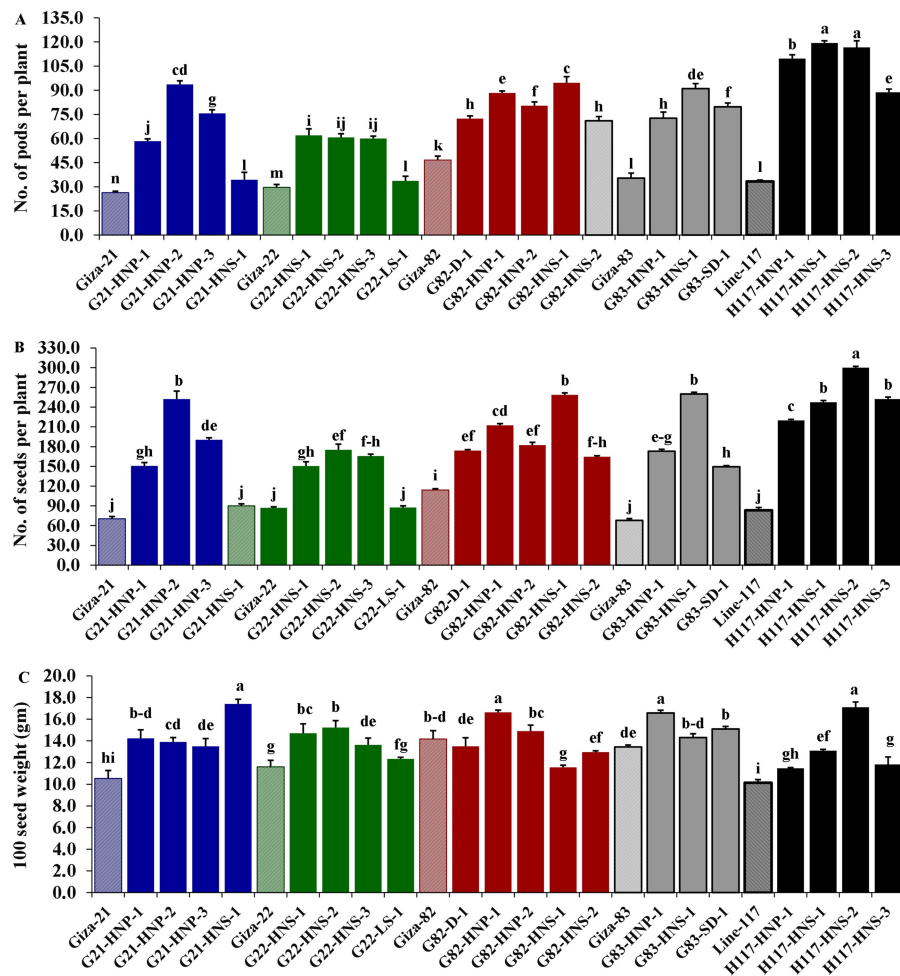 A
No. of pods per plant
135.0
120.0
105.0
90.0
75.0
60.0
45.0
30.0
15.0
0.0
n j cd g l m i ij ij l k h e f c h l h de f l b a a e
Giza-21 G21-HNP-1 G21-HNP-2 G21-HNP-3 G21-HNS-1 Giza-22 G22-HNS-1 G22-HNS-2 G22-HNS-3 G22-LS-1 Giza-82 G82-D-1 G82-HNP-1 G82-HNP-2 G82-HNS-1 G82-HNS-2 Giza-83 G83-HNP-1 G83-HNS-1 G83-SD-1 Line-117 H117-HNP-1 H117-HNS-1 H117-HNS-2 H117-HNS-3
B
No. of seeds per plant
330.0
300.0
270.0
240.0
210.0
180.0
150.0
120.0
90.0
60.0
30.0
0.0
j gh b de j j gh ef f-h j i ef cd ef b f-h j e-g b h j c b a b
Giza-21 G21-HNP-1 G21-HNP-2 G21-HNP-3 G21-HNS-1 Giza-22 G22-HNS-1 G22-HNS-2 G22-HNS-3 G22-LS-1 Giza-82 G82-D-1 G82-HNP-1 G82-HNP-2 G82-HNS-1 G82-HNS-2 Giza-83 G83-HNP-1 G83-HNS-1 G83-SD-1 Line-117 H117-HNP-1 H117-HNS-1 H117-HNS-2 H117-HNS-3
C
100 seed weight (gm)
20.0
18.0
16.0
14.0
12.0
10.0
8.0
6.0
4.0
2.0
0.0
hi b-d cd de a g bc b de fg b-d de a bc g ef de a b-d b i gh ef a g
Giza-21 G21-HNP-1 G21-HNP-2 G21-HNP-3 G21-HNS-1 Giza-22 G22-HNS-1 G22-HNS-2 G22-HNS-3 G22-LS-1 Giza-82 G82-D-1 G82-HNP-1 G82-HNP-2 G82-HNS-1 G82-HNS-2 Giza-83 G83-HNP-1 G83-HNS-1 G83-SD-1 Line-117 H117-HNP-1 H117-HNS-1 H117-HNS-2 H117-HNS-3